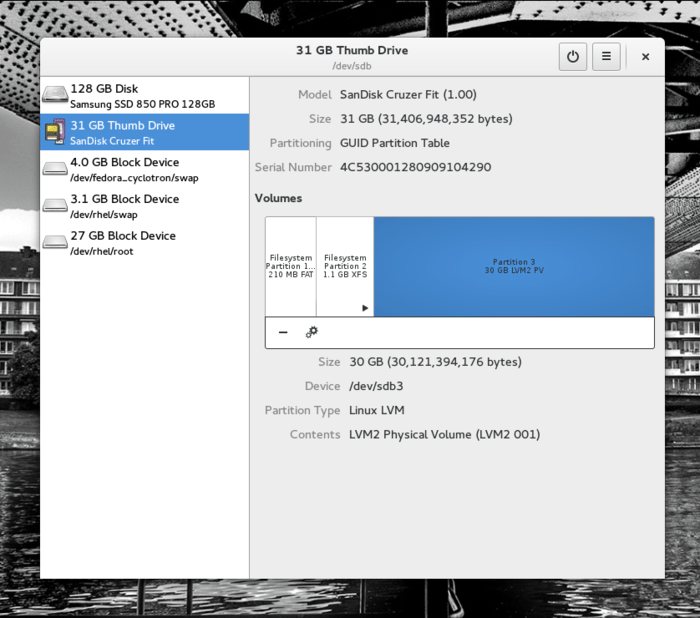 31 GB Thumb Drive
/dev/sdb
128 GB Disk
Samsung SSD 850 PRO 128GB
31 GB Thumb Drive
SanDisk Cruzer Fit
4.0 GB Block Device
/dev/fedora_cyclotron/swap
3.1 GB Block Device
/dev/rhel/swap
27 GB Block Device
/dev/rhel/root
Model SanDisk Cruzer Fit (1.00)
Size 31 GB (31,406,948,352 bytes)
Partitioning GUID Partition Table
Serial Number 4C530001280909104290
Volumes
Filesystem
Partition 1...
210 MB FAT
Filesystem
Partition 2
1.1 GB XFS
Partition 3
30 GB LVM2 PV
Size 30 GB (30,121,394,176 bytes)
Device /dev/sdb3
Partition Type Linux LVM
Contents LVM2 Physical Volume (LVM2 001)